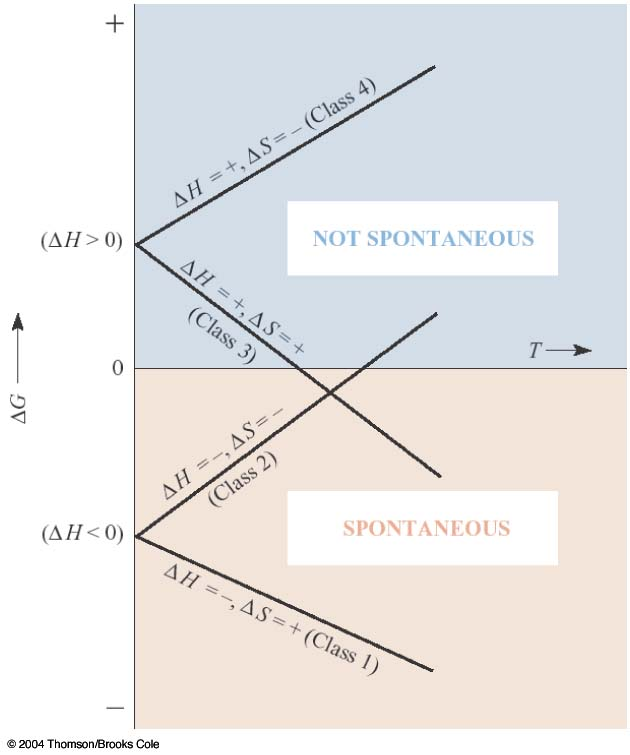 +
ΔH = +, ΔS = – (Class 4)
(ΔH > 0)
NOT SPONTANEOUS
ΔH = +, ΔS = +
(Class 3)
T
0
ΔG
ΔH = –, ΔS = –
(Class 2)
(ΔH < 0)
SPONTANEOUS
ΔH = –, ΔS = + (Class 1)
–
© 2004 Thomson/Brooks Cole